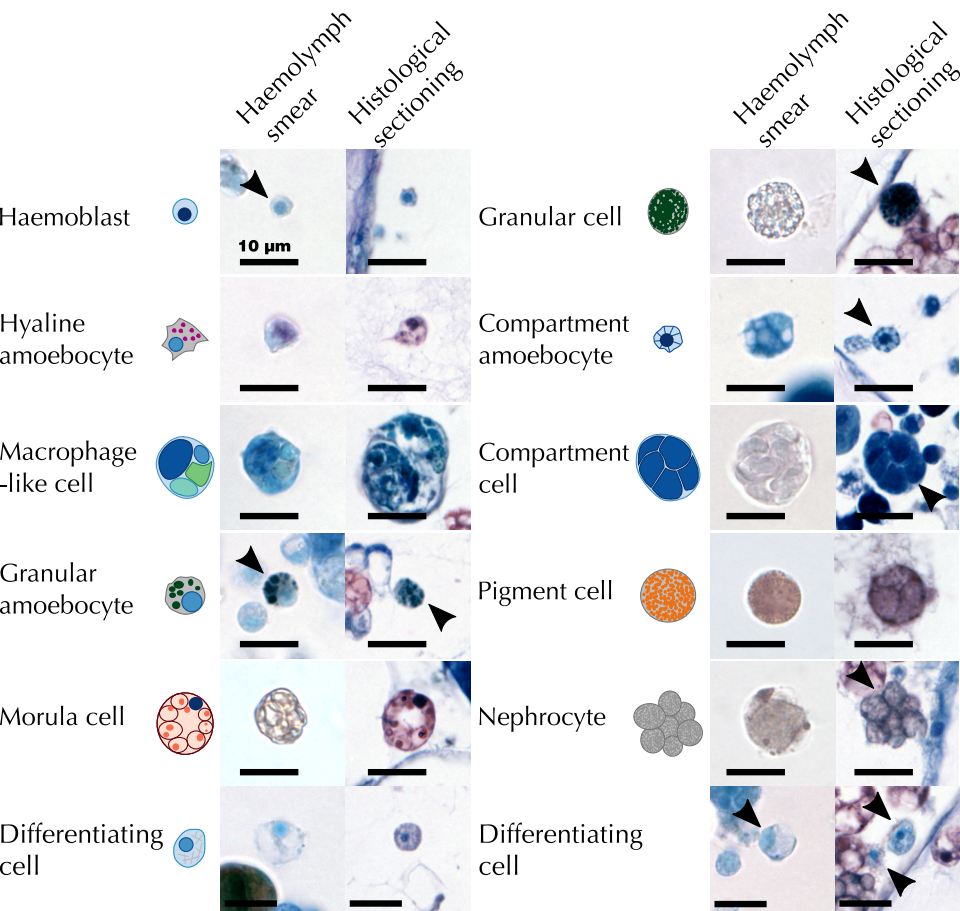 Haemolymph
smear
Histological
sectioning
Haemolymph
smear
Histological
sectioning
Haemoblast
10 µm
Granular cell
Hyaline
amoebocyte
Compartment
amoebocyte
Macrophage
-like cell
Compartment
cell
Granular
amoebocyte
Pigment cell
Morula cell
Nephrocyte
Differentiating
cell
Differentiating
cell